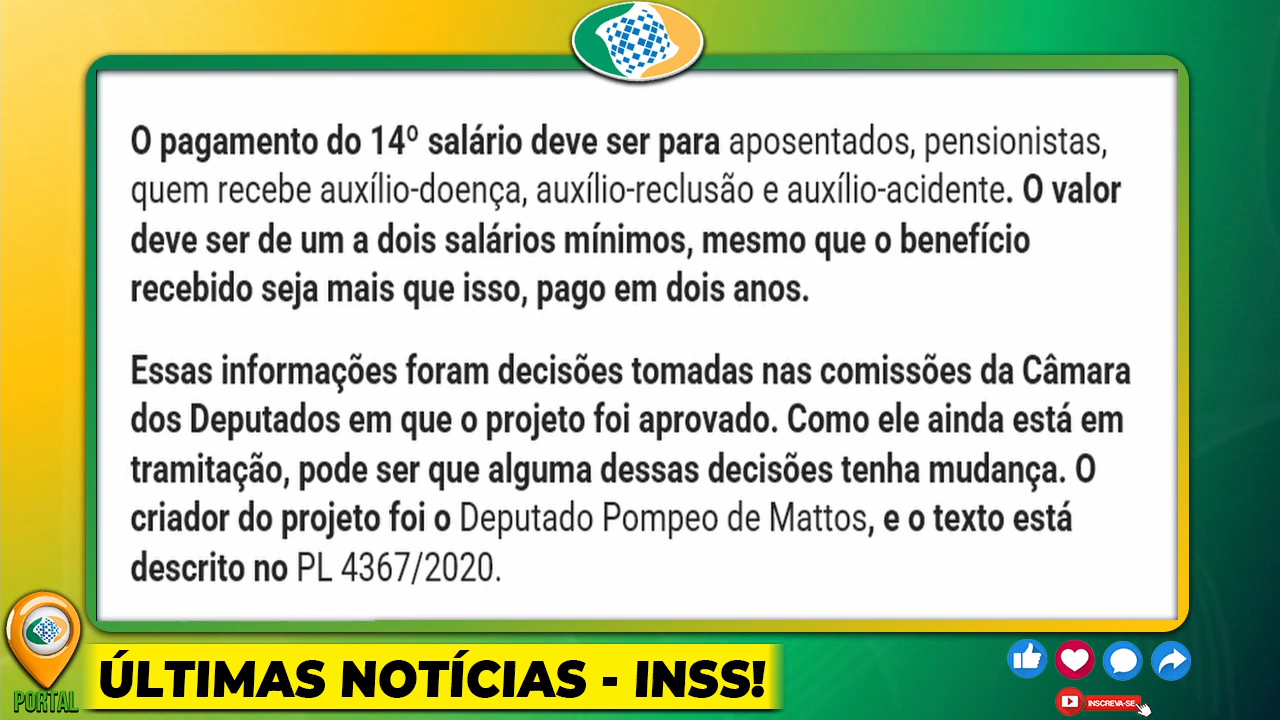 O pagamento do 14º salário deve ser para aposentados, pensionistas,
quem recebe auxílio-doença, auxílio-reclusão e auxílio-acidente. O valor
deve ser de um a dois salários mínimos, mesmo que o benefício
recebido seja mais que isso, pago em dois anos.
Essas informações foram decisões tomadas nas comissões da Câmara
dos Deputados em que o projeto foi aprovado. Como ele ainda está em
tramitação, pode ser que alguma dessas decisões tenha mudança. O
criador do projeto foi o Deputado Pompeo de Mattos, e o texto está
descrito no PL 4367/2020.
PORTAL
ÚLTIMAS NOTÍCIAS - INSS!
INSCREVA-SE